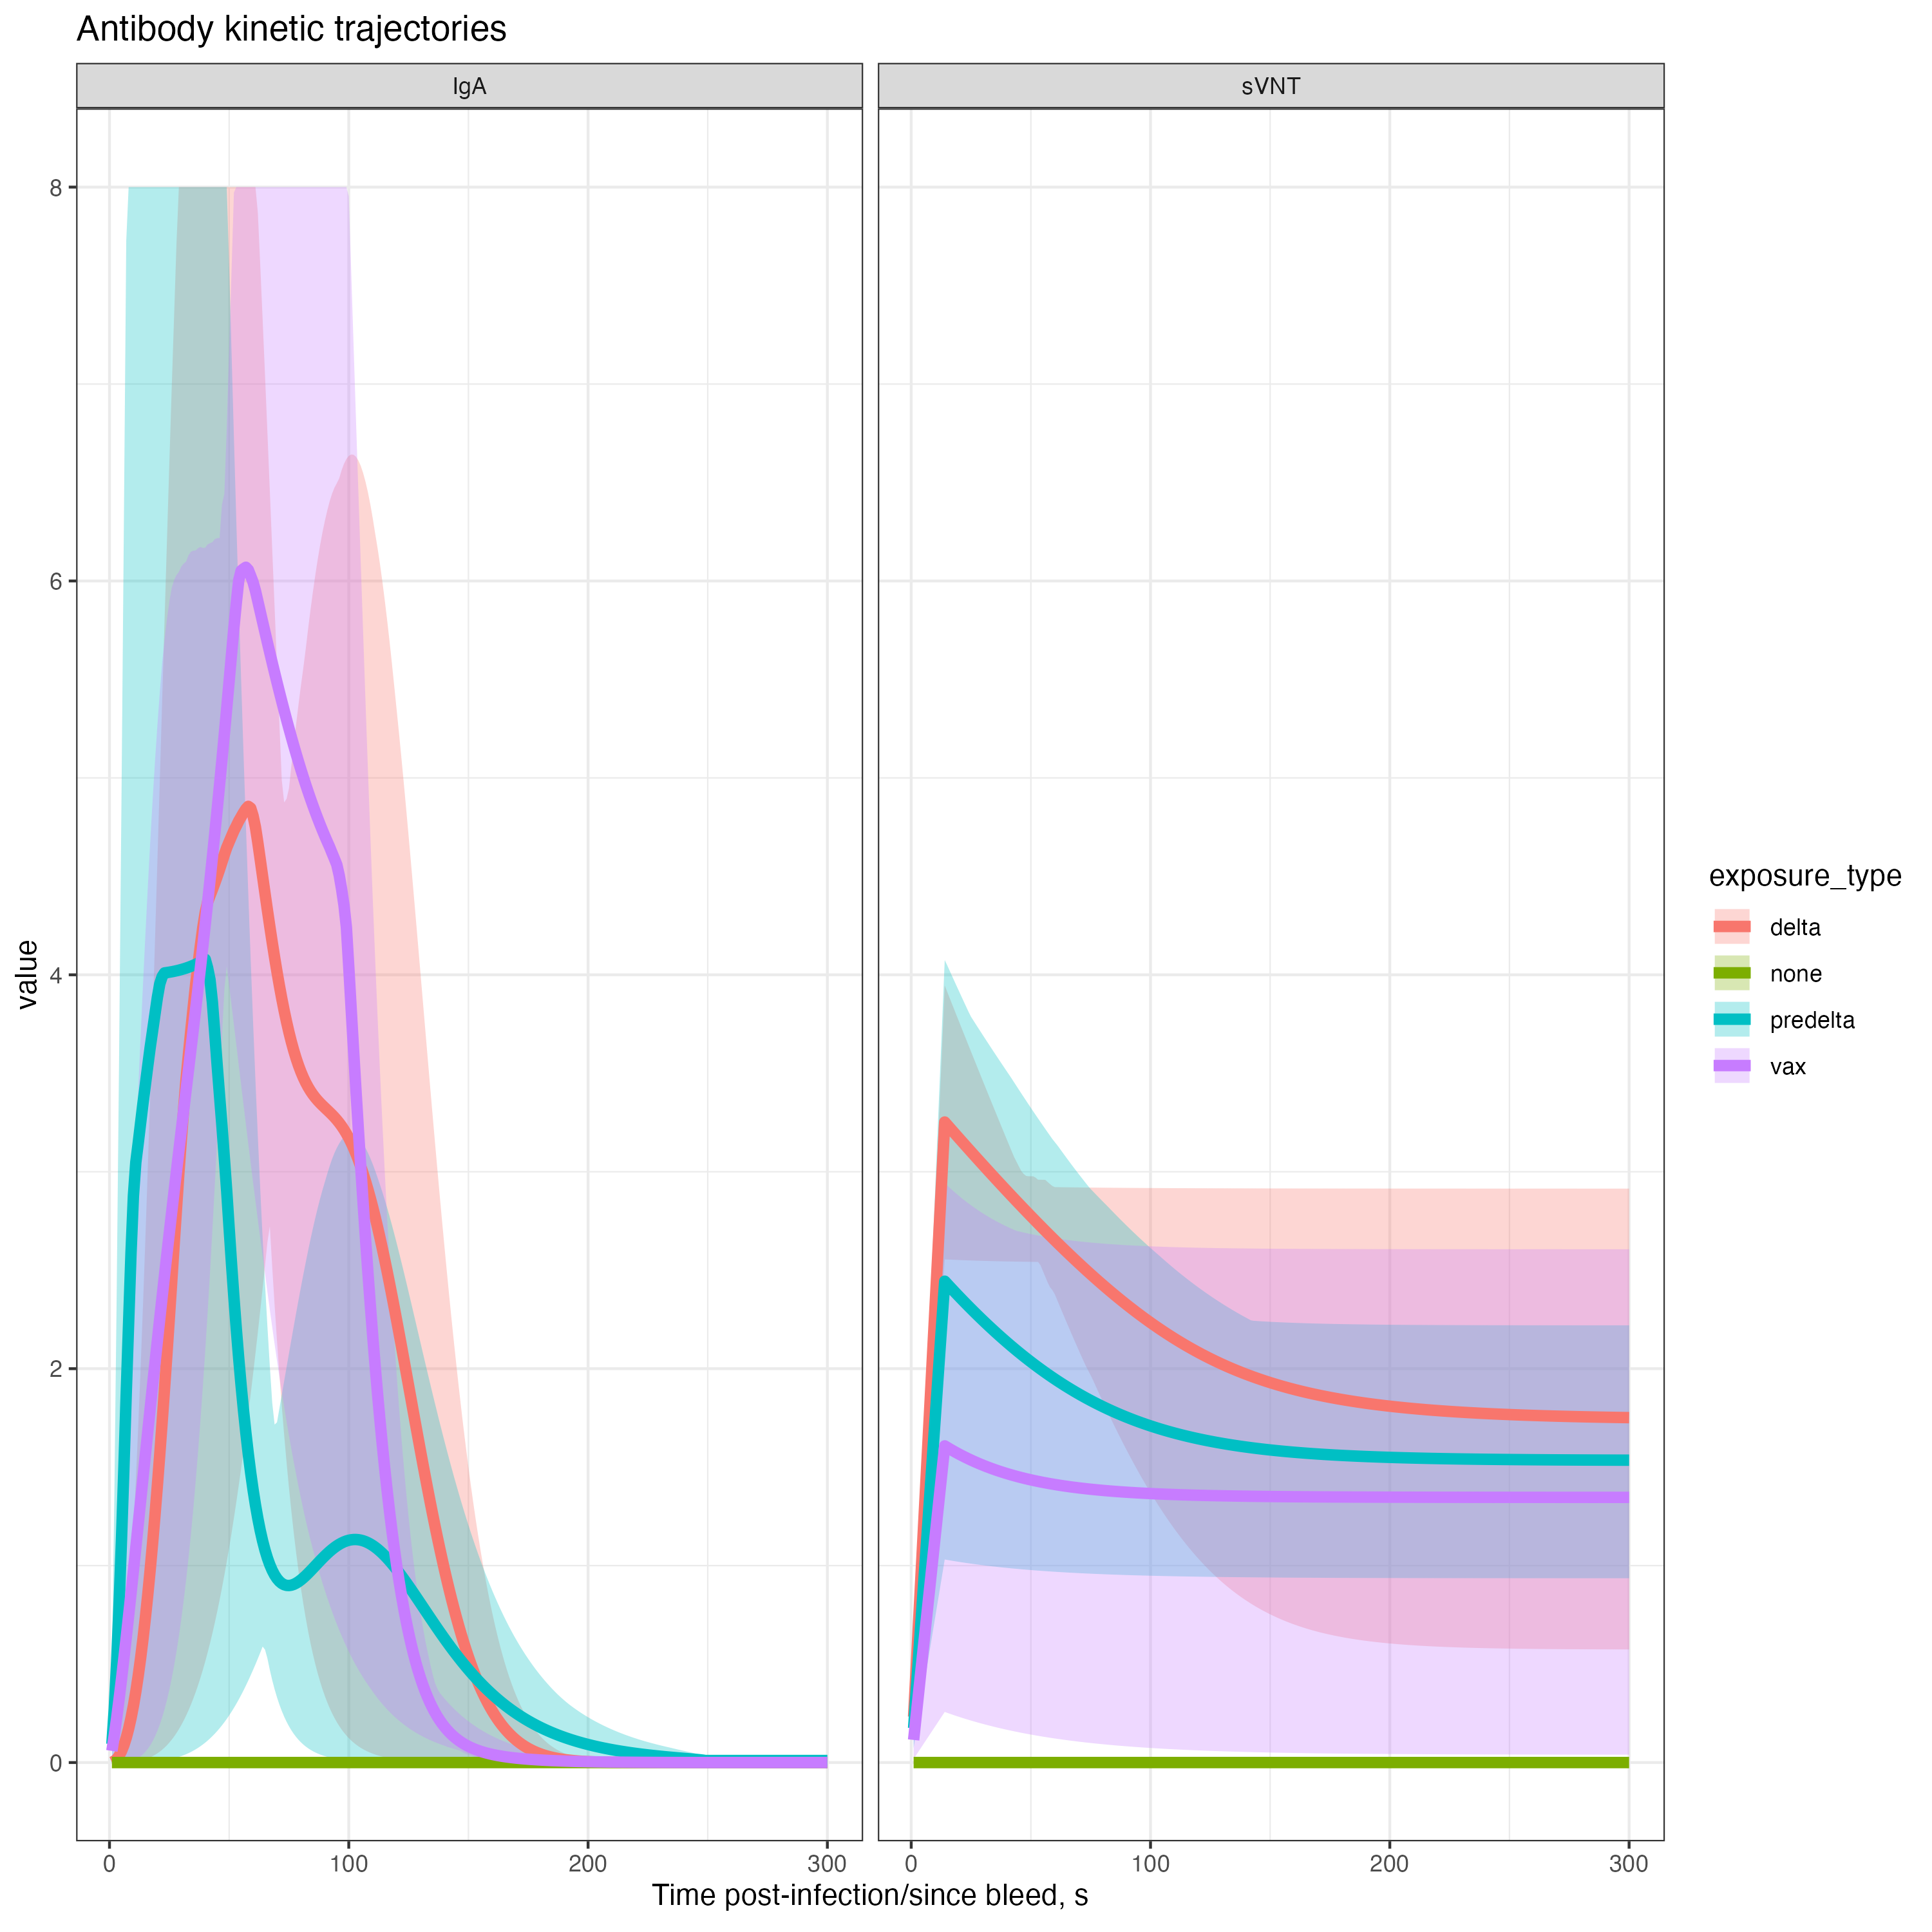 Antibody kinetic trajectories
IgA
sVNT
value
8
6
4
2
0
0 100 200 300
0 100 200 300
Time post-infection/since bleed, s
exposure_type
delta
none
predelta
vax